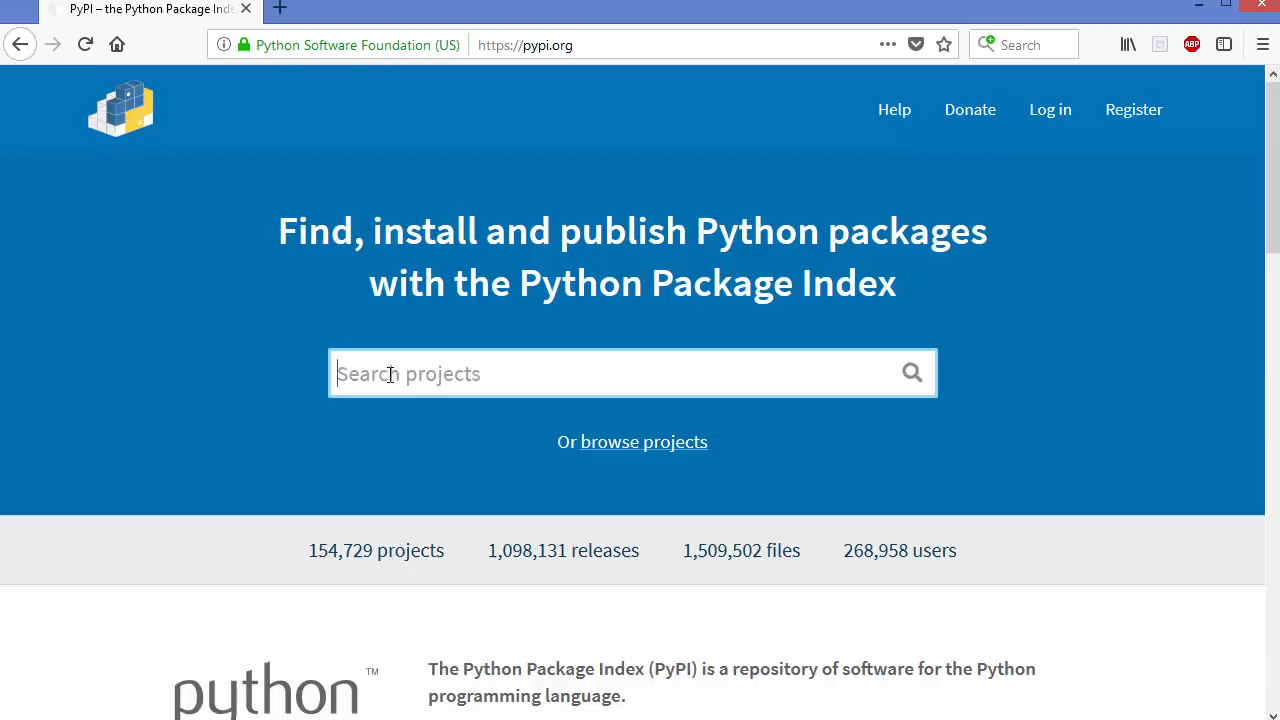 PyPI – the Python Package Inde
Python Software Foundation (US)
https://pypi.org
Search
ABP
Help
Donate
Log in
Register
Find, install and publish Python packages
with the Python Package Index
Search projects
Or browse projects
154,729 projects
1,098,131 releases
1,509,502 files
268,958 users
python™
The Python Package Index (PyPI) is a repository of software for the Python
programming language.